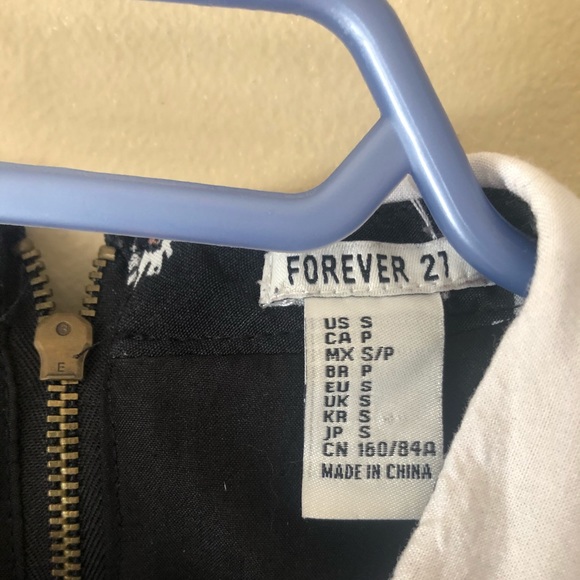 FOREVER 21
US S
CA P
MX S/P
BR P
EU S
UK S
KR S
JP S
CN 160/84A
MADE IN CHINA
E